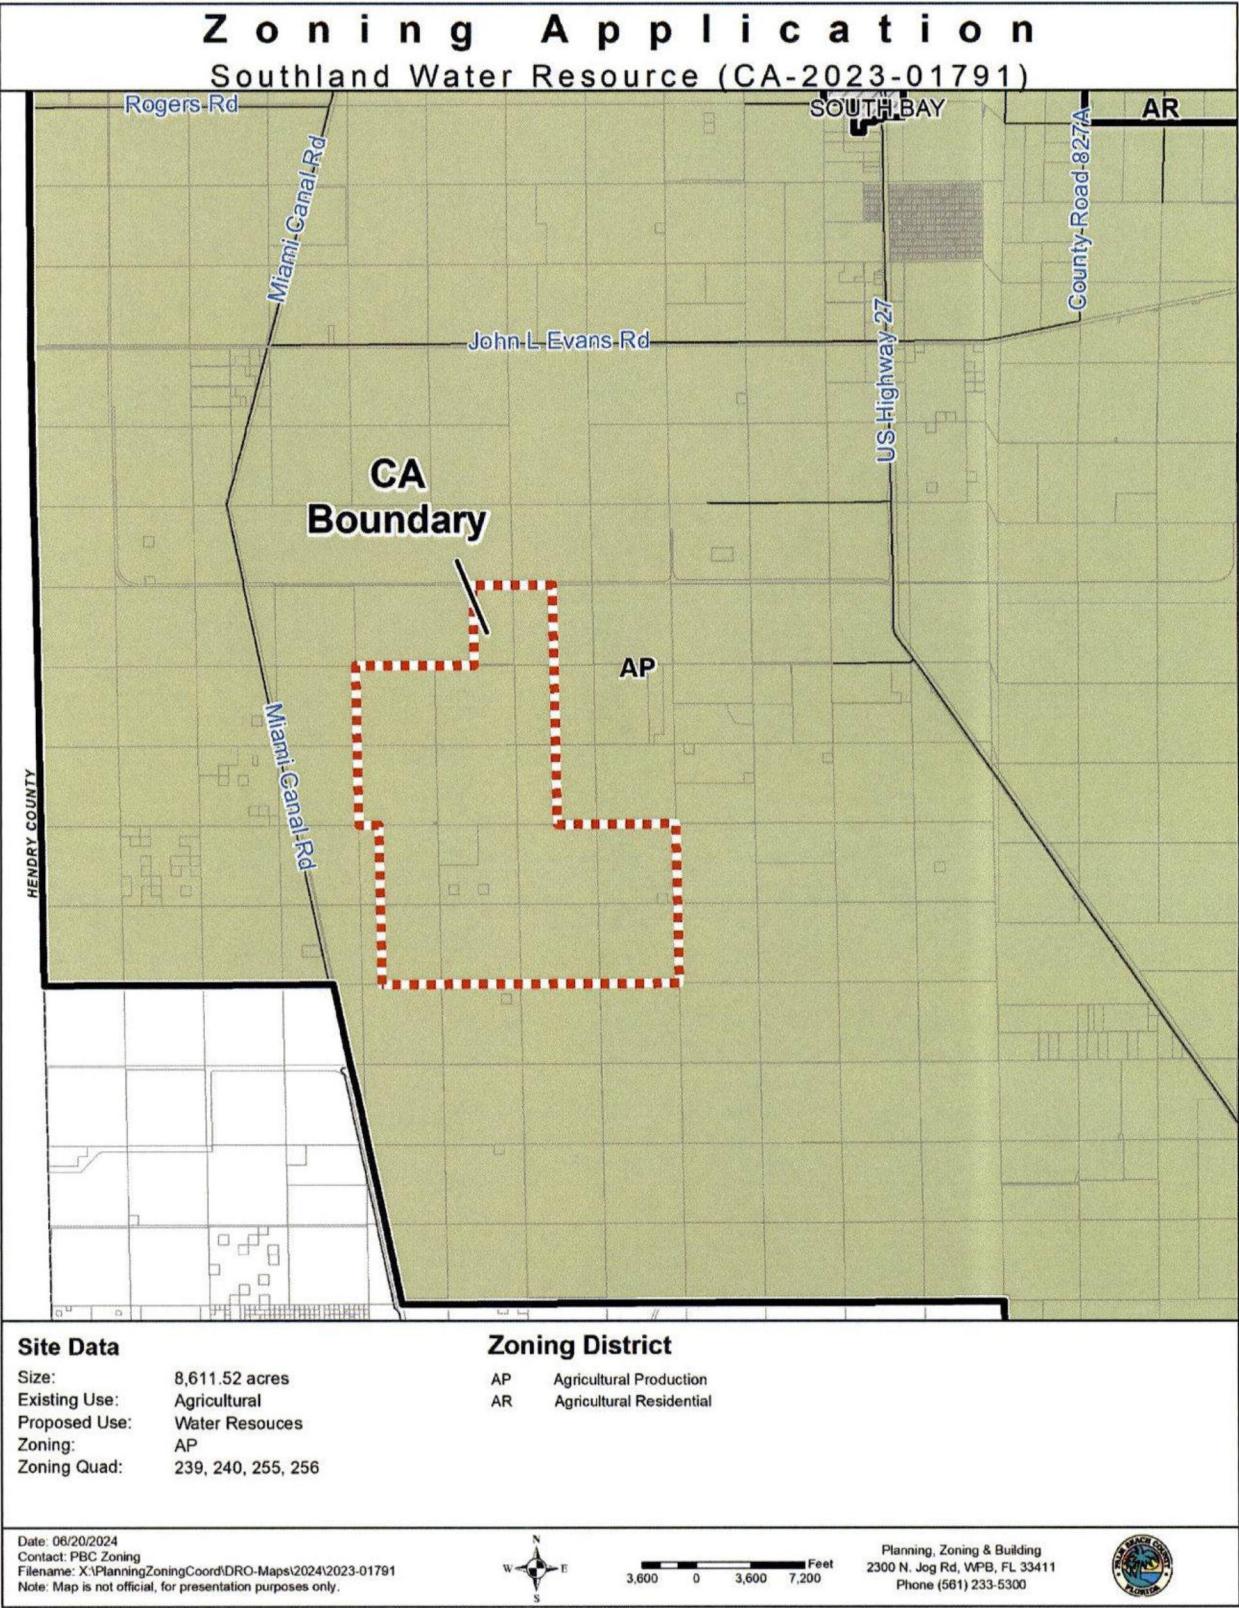 Zoning Application
Southland Water Resource (CA-2023-01791)
Rogers Rd
SOUTH BAY
AR
Miami-Canal-Rd
County-Road-827A
John L Evans Rd
US-Highway-27
CA
Boundary
AP
Miami-Canal-Rd
HENDRY COUNTY
Site Data
Size: 8,611.52 acres
Existing Use: Agricultural
Proposed Use: Water Resouces
Zoning: AP
Zoning Quad: 239, 240, 255, 256
Zoning District
AP Agricultural Production
AR Agricultural Residential
Date: 06/20/2024
Contact: PBC Zoning
Filename: X:\PlanningZoningCoord\DRO-Maps\2024\2023-01791
Note: Map is not official, for presentation purposes only.
N
W E
S
Feet
3,600 0 3,600 7,200
Planning, Zoning & Building
2300 N. Jog Rd, WPB, FL 33411
Phone (561) 233-5300
PALM BEACH COUNTY
FLORIDA